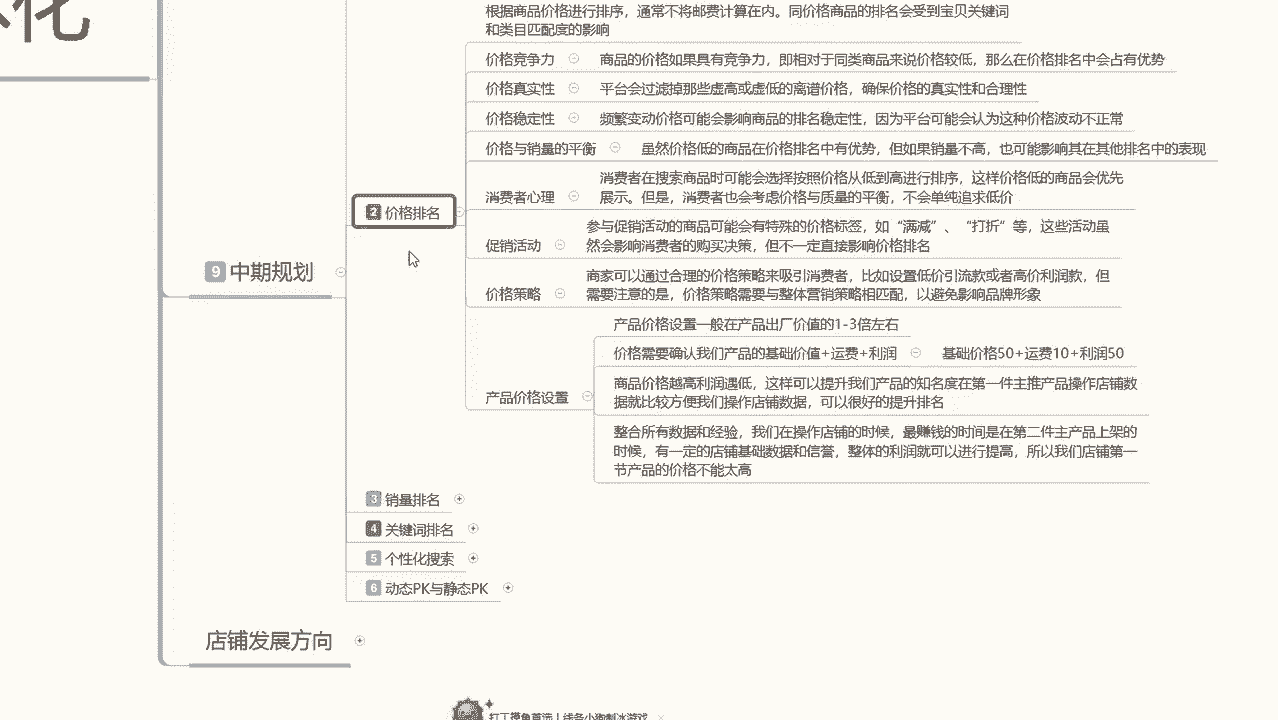 化
根据商品价格进行排序，通常不将邮费计算在内。同价格商品的排名会受到宝贝关键词
和类目匹配度的影响
价格竞争力 商品的价格如果具有竞争力，即相对于同类商品来说价格较低，那么在价格排名中会占有优势
价格真实性 平台会过滤掉那些虚高或虚低的离谱价格，确保价格的真实性和合理性
价格稳定性 频繁变动价格可能会影响商品的排名稳定性，因为平台可能会认为这种价格波动不正常
价格与销量的平衡 虽然价格低的商品在价格排名中有优势，但如果销量不高，也可能影响其在其他排名中的表现
消费者在搜索商品时可能会选择按照价格从低到高进行排序，这样价格低的商品会优先
消费者心理 展示。但是，消费者也会考虑价格与质量的平衡，不会单纯追求低价
2 价格排名
参与促销活动的商品可能会有特殊的价格标签，如“满减”、“打折”等，这些活动虽
促销活动 然会影响消费者的购买决策，但不一定直接影响价格排名
9 中期规划
商家可以通过合理的价格策略来吸引消费者，比如设置低价引流款或者高价利润款，但
价格策略 需要注意的是，价格策略需要与整体营销策略相匹配，以避免影响品牌形象
产品价格设置一般在产品出厂价值的1-3倍左右
价格需要确认我们产品的基础价值+运费+利润 基础价格50+运费10+利润50
商品价格越高利润遇低，这样可以提升我们产品的知名度在第一件主推产品操作店铺数
产品价格设置 据就比较方便我们操作店铺数据，可以很好的提升排名
整合所有数据和经验，我们在操作店铺的时候，最赚钱的时间是在第二件主产品上架的
时候，有一定的店铺基础数据和信誉，整体的利润就可以进行提高，所以我们店铺第一
节产品的价格不能太高
3 销量排名
4 关键词排名
5 个性化搜索
6 动态PK与静态PK
店铺发展方向
打工摸鱼首选|线条小狗制冰游戏